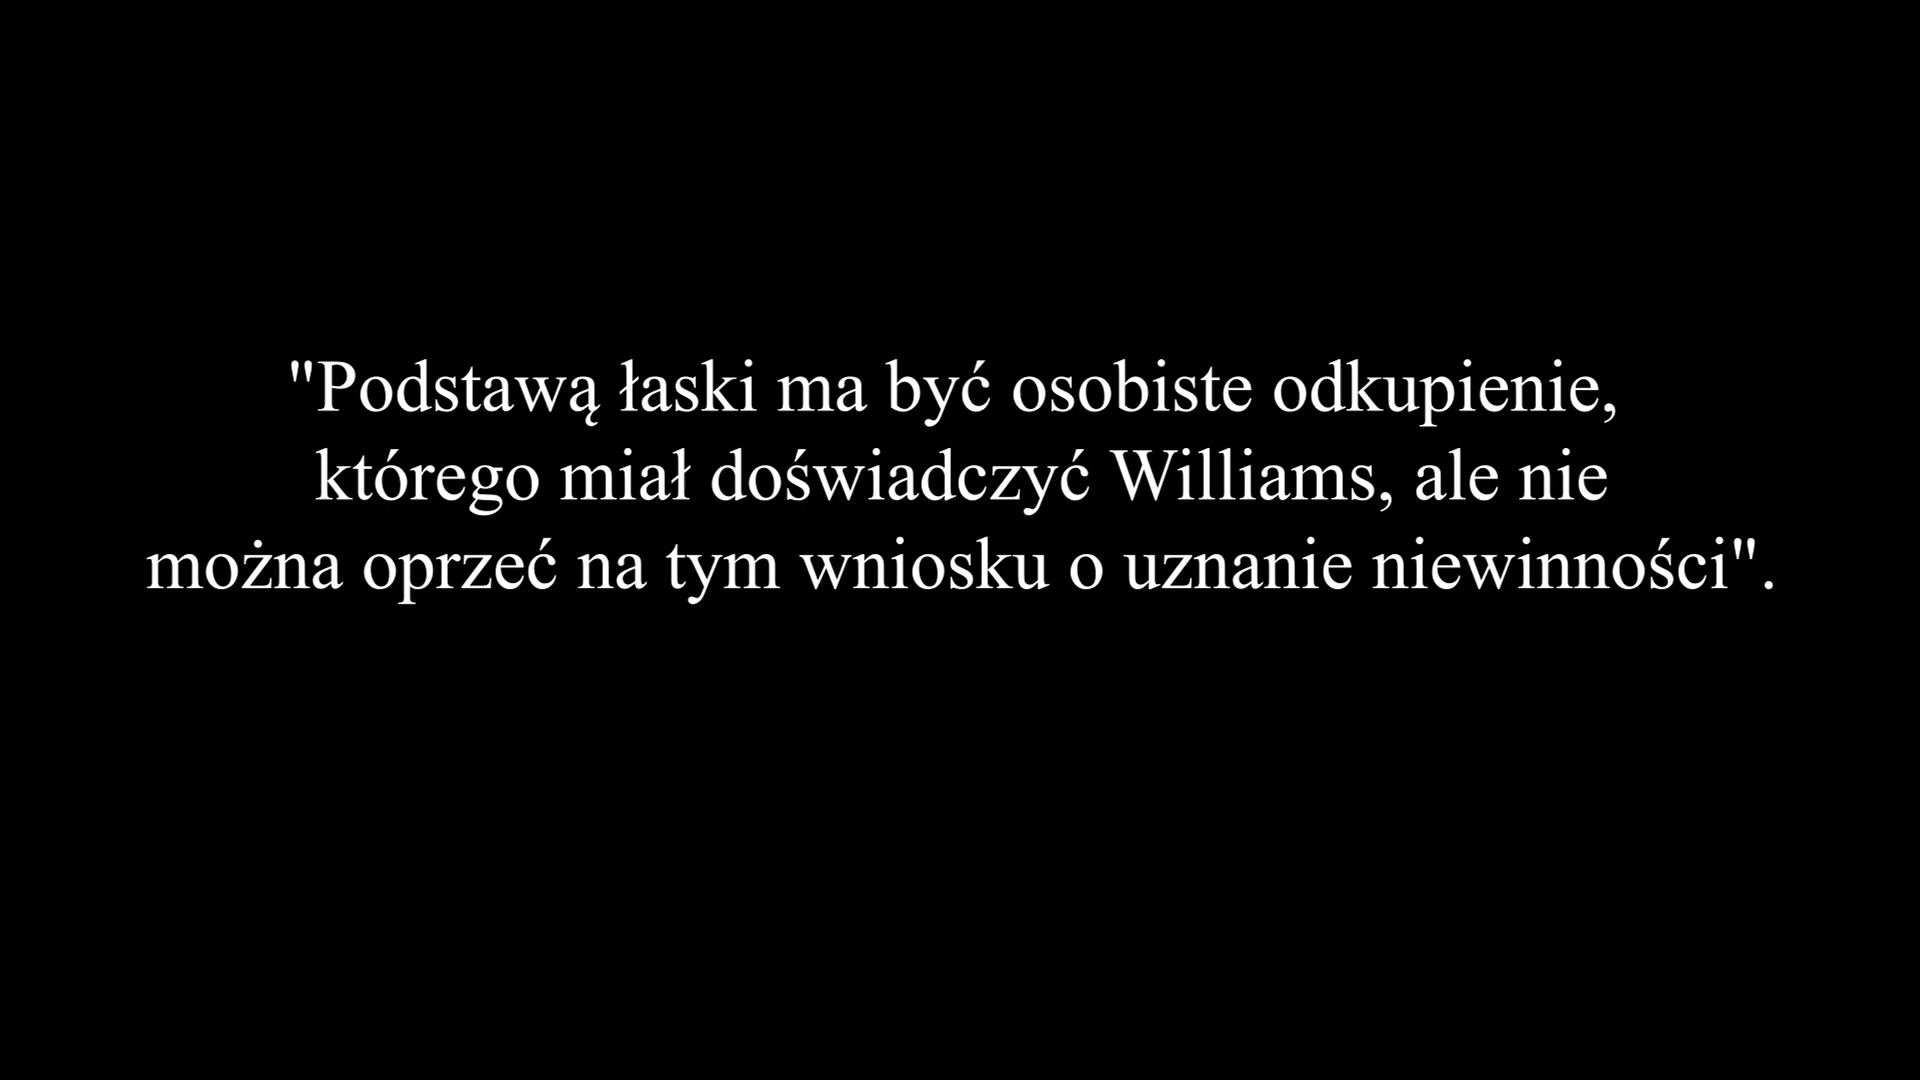 "Podstawą łaski ma być osobiste odkupienie,
którego miał doświadczyć Williams, ale nie
można oprzeć na tym wniosku o uznanie niewinności".